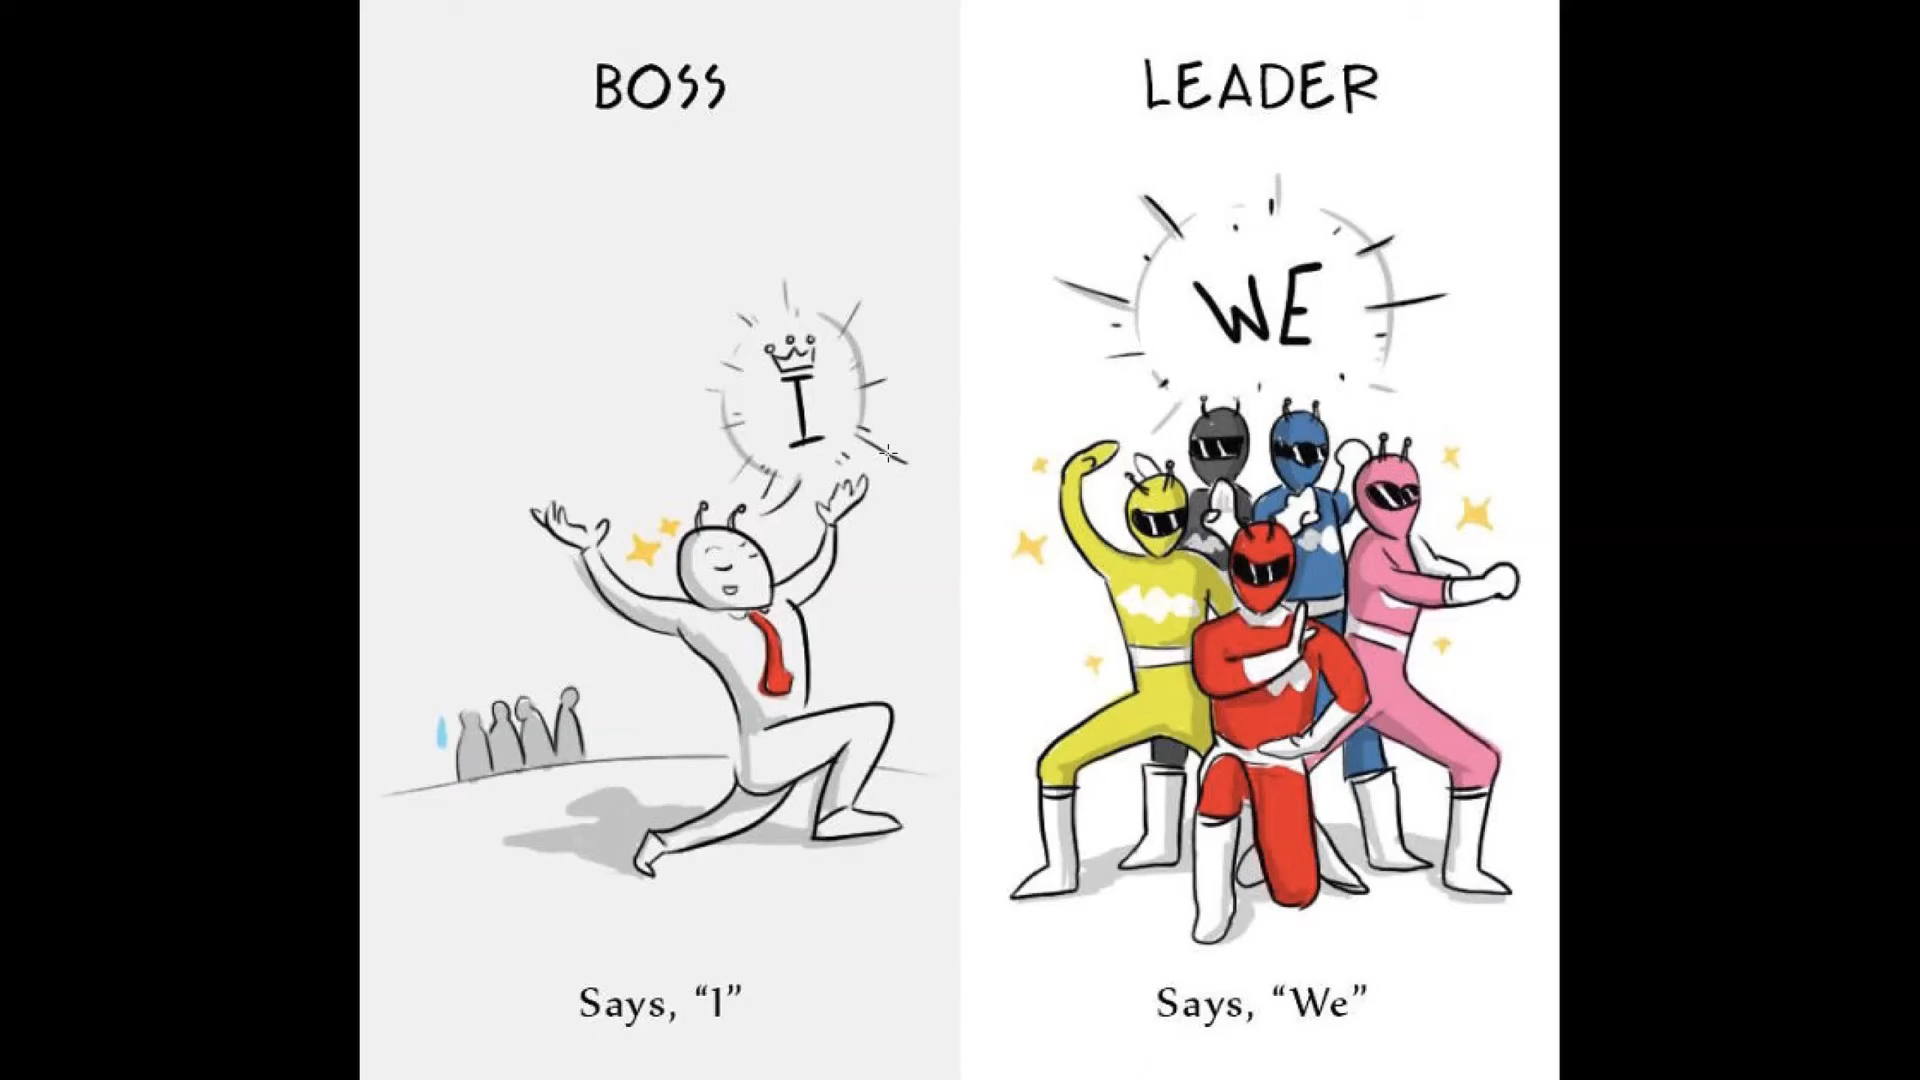 BOSS
I
Says, “I”
LEADER
WE
Says, “We”